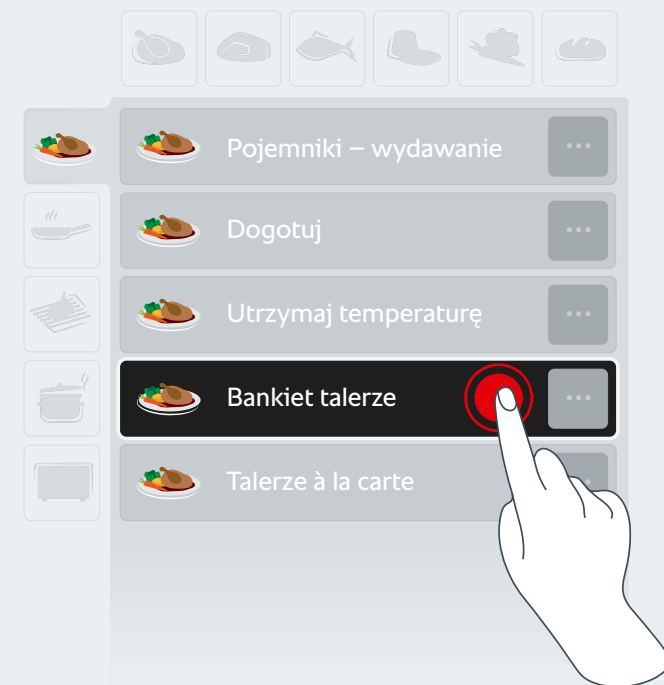 Pojemniki – wydawanie
Dogotuj
Utrzymaj temperaturę
Bankiet talerze
Talerze à la carte